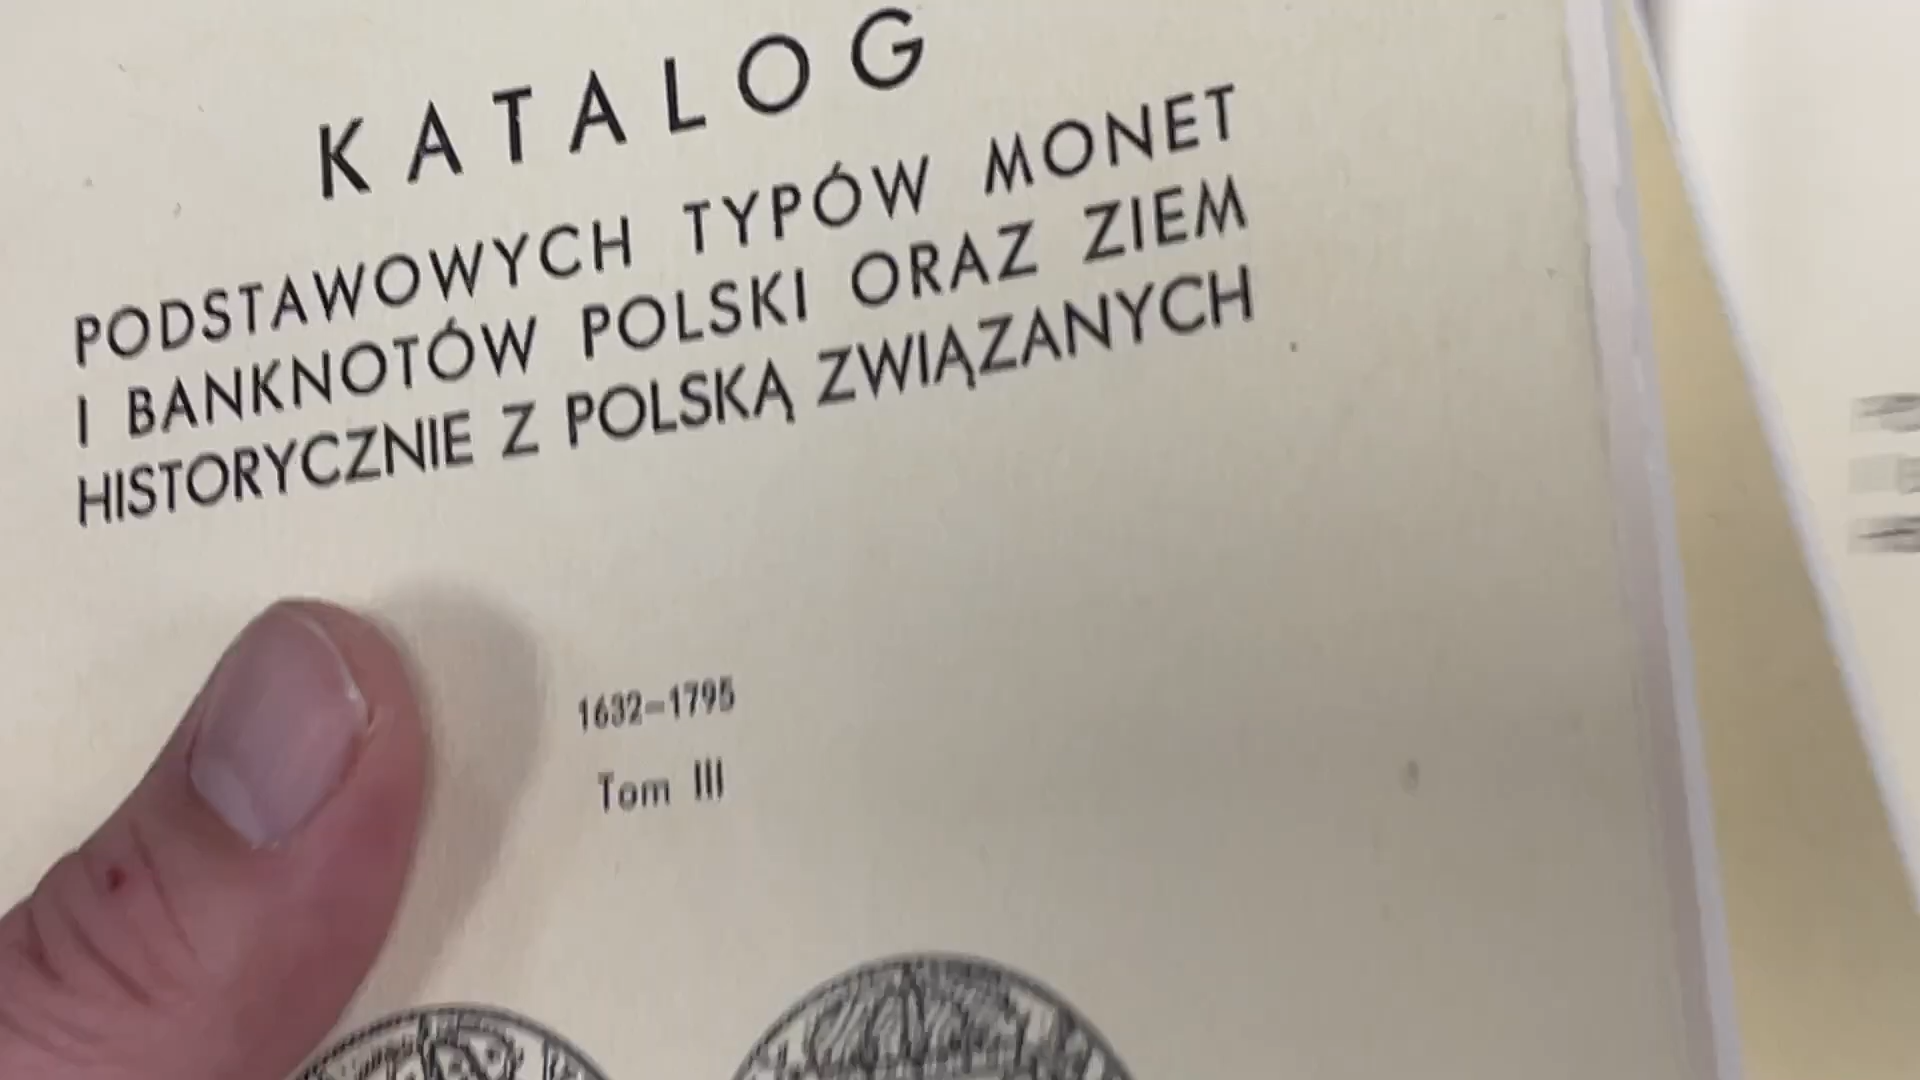 KATALOG
PODSTAWOWYCH TYPÓW MONET
I BANKNOTÓW POLSKI ORAZ ZIEM
HISTORYCZNIE Z POLSKĄ ZWIĄZANYCH
1632-1795
Tom III